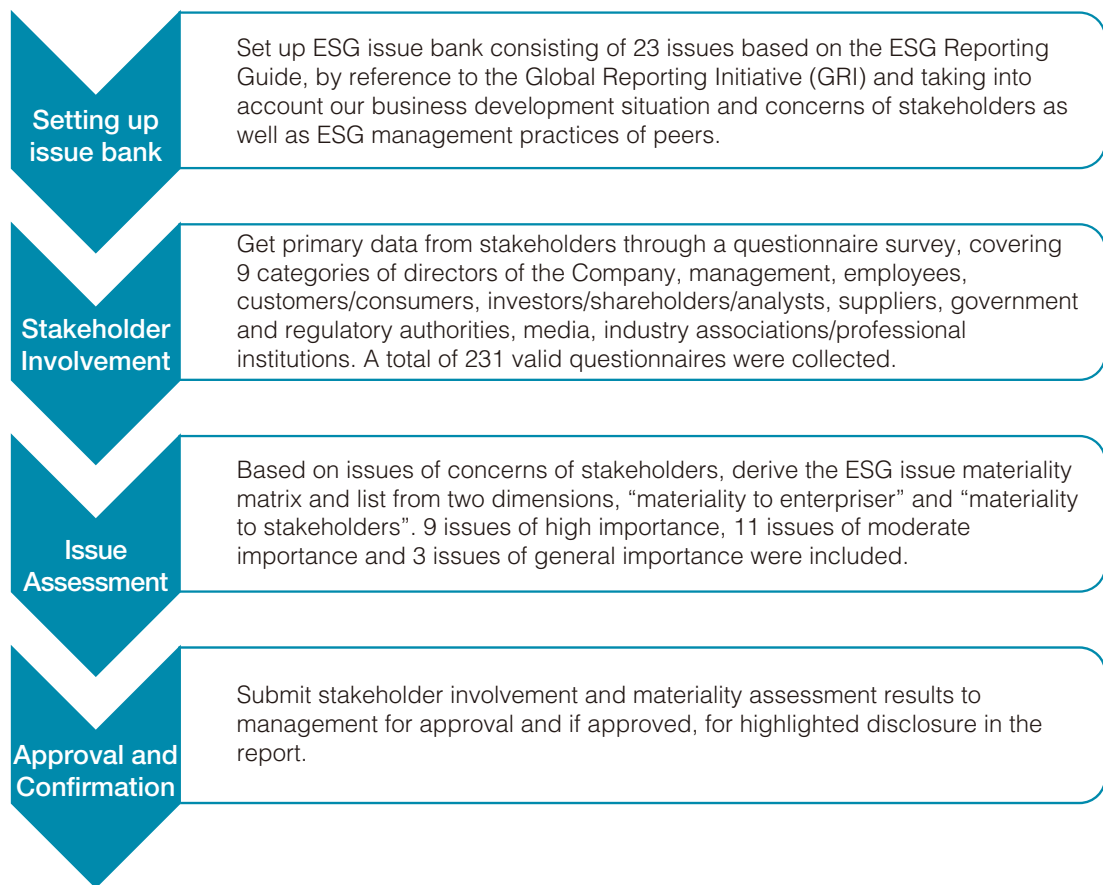 Setting up
issue bank
Set up ESG issue bank consisting of 23 issues based on the ESG Reporting
Guide, by reference to the Global Reporting Initiative (GRI) and taking into
account our business development situation and concerns of stakeholders as
well as ESG management practices of peers.
Stakeholder
Involvement
Get primary data from stakeholders through a questionnaire survey, covering
9 categories of directors of the Company, management, employees,
customers/consumers, investors/shareholders/analysts, suppliers, government
and regulatory authorities, media, industry associations/professional
institutions. A total of 231 valid questionnaires were collected.
Issue
Assessment
Based on issues of concerns of stakeholders, derive the ESG issue materiality
matrix and list from two dimensions, “materiality to enterpriser” and “materiality
to stakeholders”. 9 issues of high importance, 11 issues of moderate
importance and 3 issues of general importance were included.
Approval and
Confirmation
Submit stakeholder involvement and materiality assessment results to
management for approval and if approved, for highlighted disclosure in the
report.